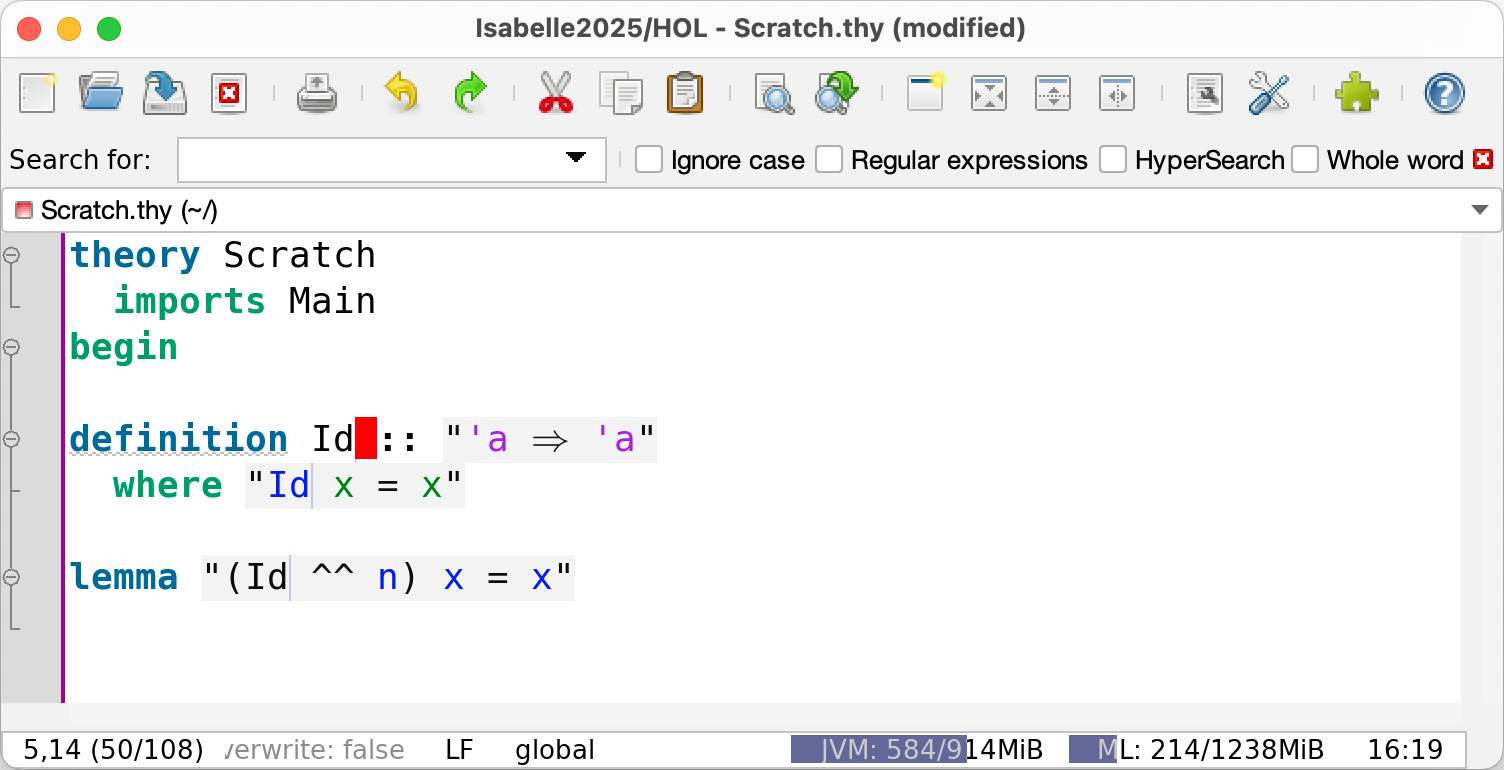 Isabelle2025/HOL - Scratch.thy (modified)
Search for: Ignore case Regular expressions HyperSearch Whole word
Scratch.thy (~/)
theory Scratch
  imports Main
begin
definition Id :: "'a ⇒ 'a"
  where "Id x = x"
lemma "(Id ^^ n) x = x"
5,14 (50/108) verwrite: false LF global JVM: 584/914MiB ML: 214/1238MiB 16:19